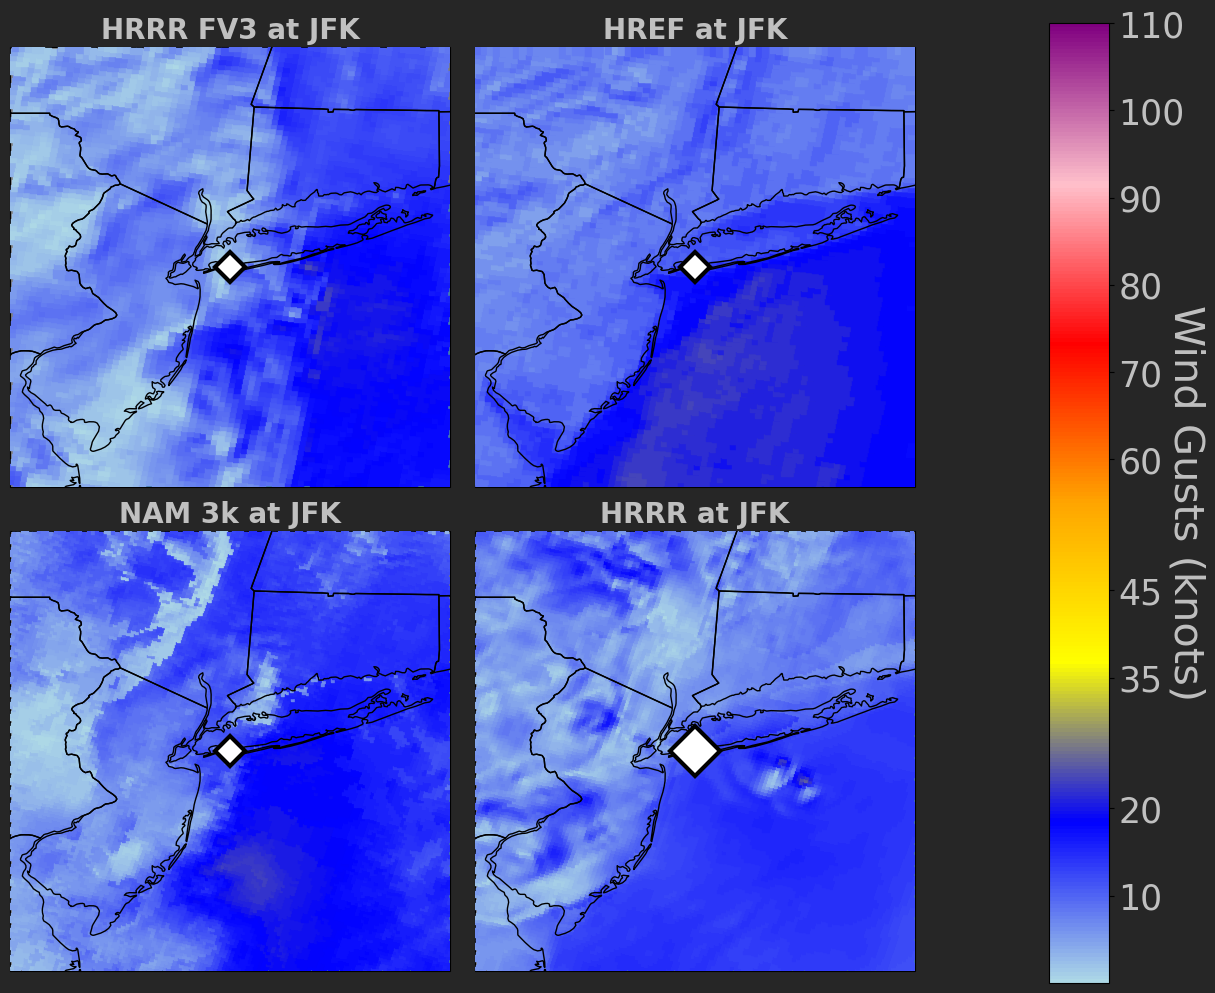 HRRR FV3 at JFK
HREF at JFK
NAM 3k at JFK
HRRR at JFK
110
100
90
80
70
60
45
35
20
10
Wind Gusts (knots)